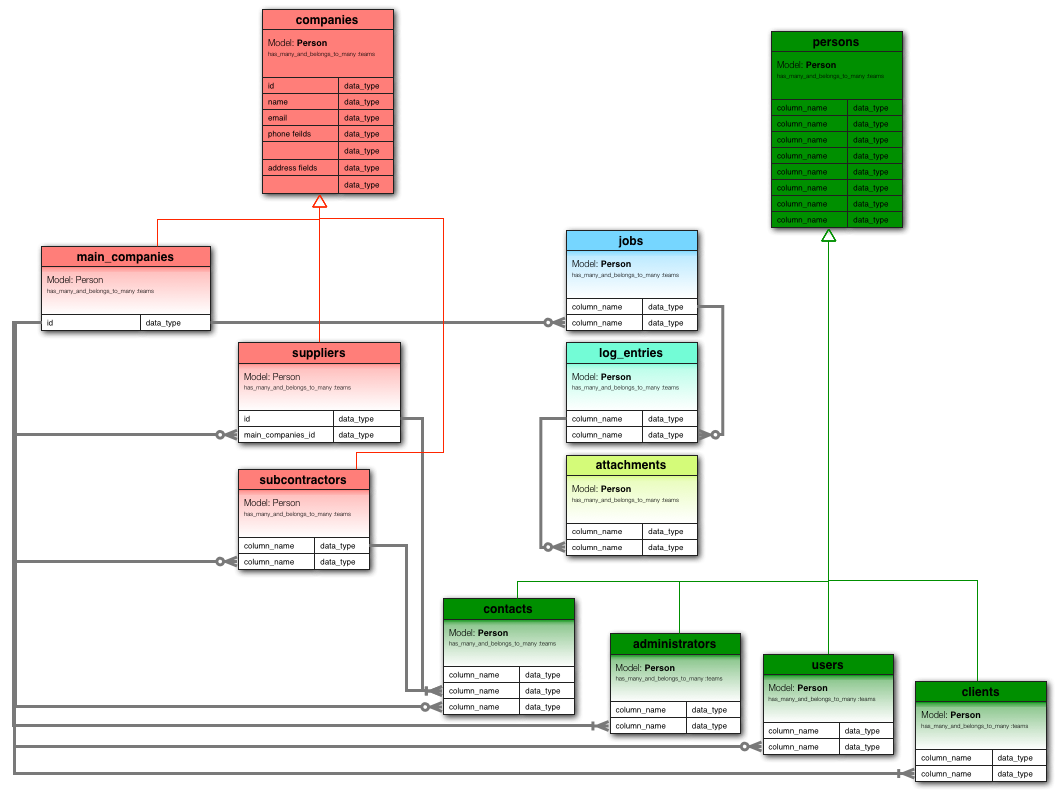 companies
Model: Person
has_many_and_belongs_to_many :teams
id data_type
name data_type
email data_type
phone feilds data_type
data_type
address fields data_type
data_type
persons
Model: Person
has_many_and_belongs_to_many :teams
column_name data_type
column_name data_type
column_name data_type
column_name data_type
column_name data_type
column_name data_type
column_name data_type
column_name data_type
main_companies
Model: Person
has_many_and_belongs_to_many :teams
id data_type
jobs
Model: Person
has_many_and_belongs_to_many :teams
column_name data_type
column_name data_type
suppliers
Model: Person
has_many_and_belongs_to_many :teams
id data_type
main_companies_id data_type
log_entries
Model: Person
has_many_and_belongs_to_many :teams
column_name data_type
column_name data_type
subcontractors
Model: Person
has_many_and_belongs_to_many :teams
column_name data_type
column_name data_type
attachments
Model: Person
has_many_and_belongs_to_many :teams
column_name data_type
column_name data_type
contacts
Model: Person
has_many_and_belongs_to_many :teams
column_name data_type
column_name data_type
column_name data_type
administrators
Model: Person
has_many_and_belongs_to_many :teams
column_name data_type
column_name data_type
users
Model: Person
has_many_and_belongs_to_many :teams
column_name data_type
column_name data_type
clients
Model: Person
has_many_and_belongs_to_many :teams
column_name data_type
column_name data_type